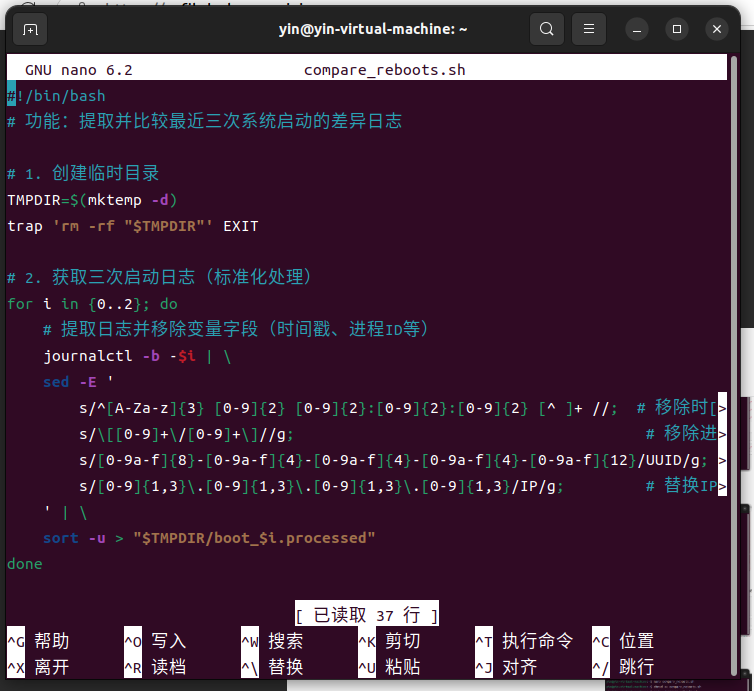 yin@yin-virtual-machine: ~
GNU nano 6.2 compare_reboots.sh
#!/bin/bash
# 功能：提取并比较最近三次系统启动的差异日志
# 1. 创建临时目录
TMPDIR=$(mktemp -d)
trap 'rm -rf "$TMPDIR"' EXIT
# 2. 获取三次启动日志（标准化处理）
for i in {0..2}; do
# 提取日志并移除变量字段（时间戳、进程ID等）
journalctl -b -$i | \
sed -E '
s/^[A-Za-z]{3} [0-9]{2} [0-9]{2}:[0-9]{2}:[0-9]{2} [^ ]+ //; # 移除时[>
s/\[[0-9]+\/[0-9]+\]//g; # 移除进>
s/[0-9a-f]{8}-[0-9a-f]{4}-[0-9a-f]{4}-[0-9a-f]{4}-[0-9a-f]{12}/UUID/g; >
s/[0-9]{1,3}\.[0-9]{1,3}\.[0-9]{1,3}\.[0-9]{1,3}/IP/g; # 替换IP>
' | \
sort -u > "$TMPDIR/boot_$i.processed"
done
[ 已读取 37 行 ]
^G 帮助 ^O 写入 ^W 搜索 ^K 剪切 ^T 执行命令 ^C 位置
^X 离开 ^R 读档 ^\ 替换 ^U 粘贴 ^J 对齐 ^/ 跳行